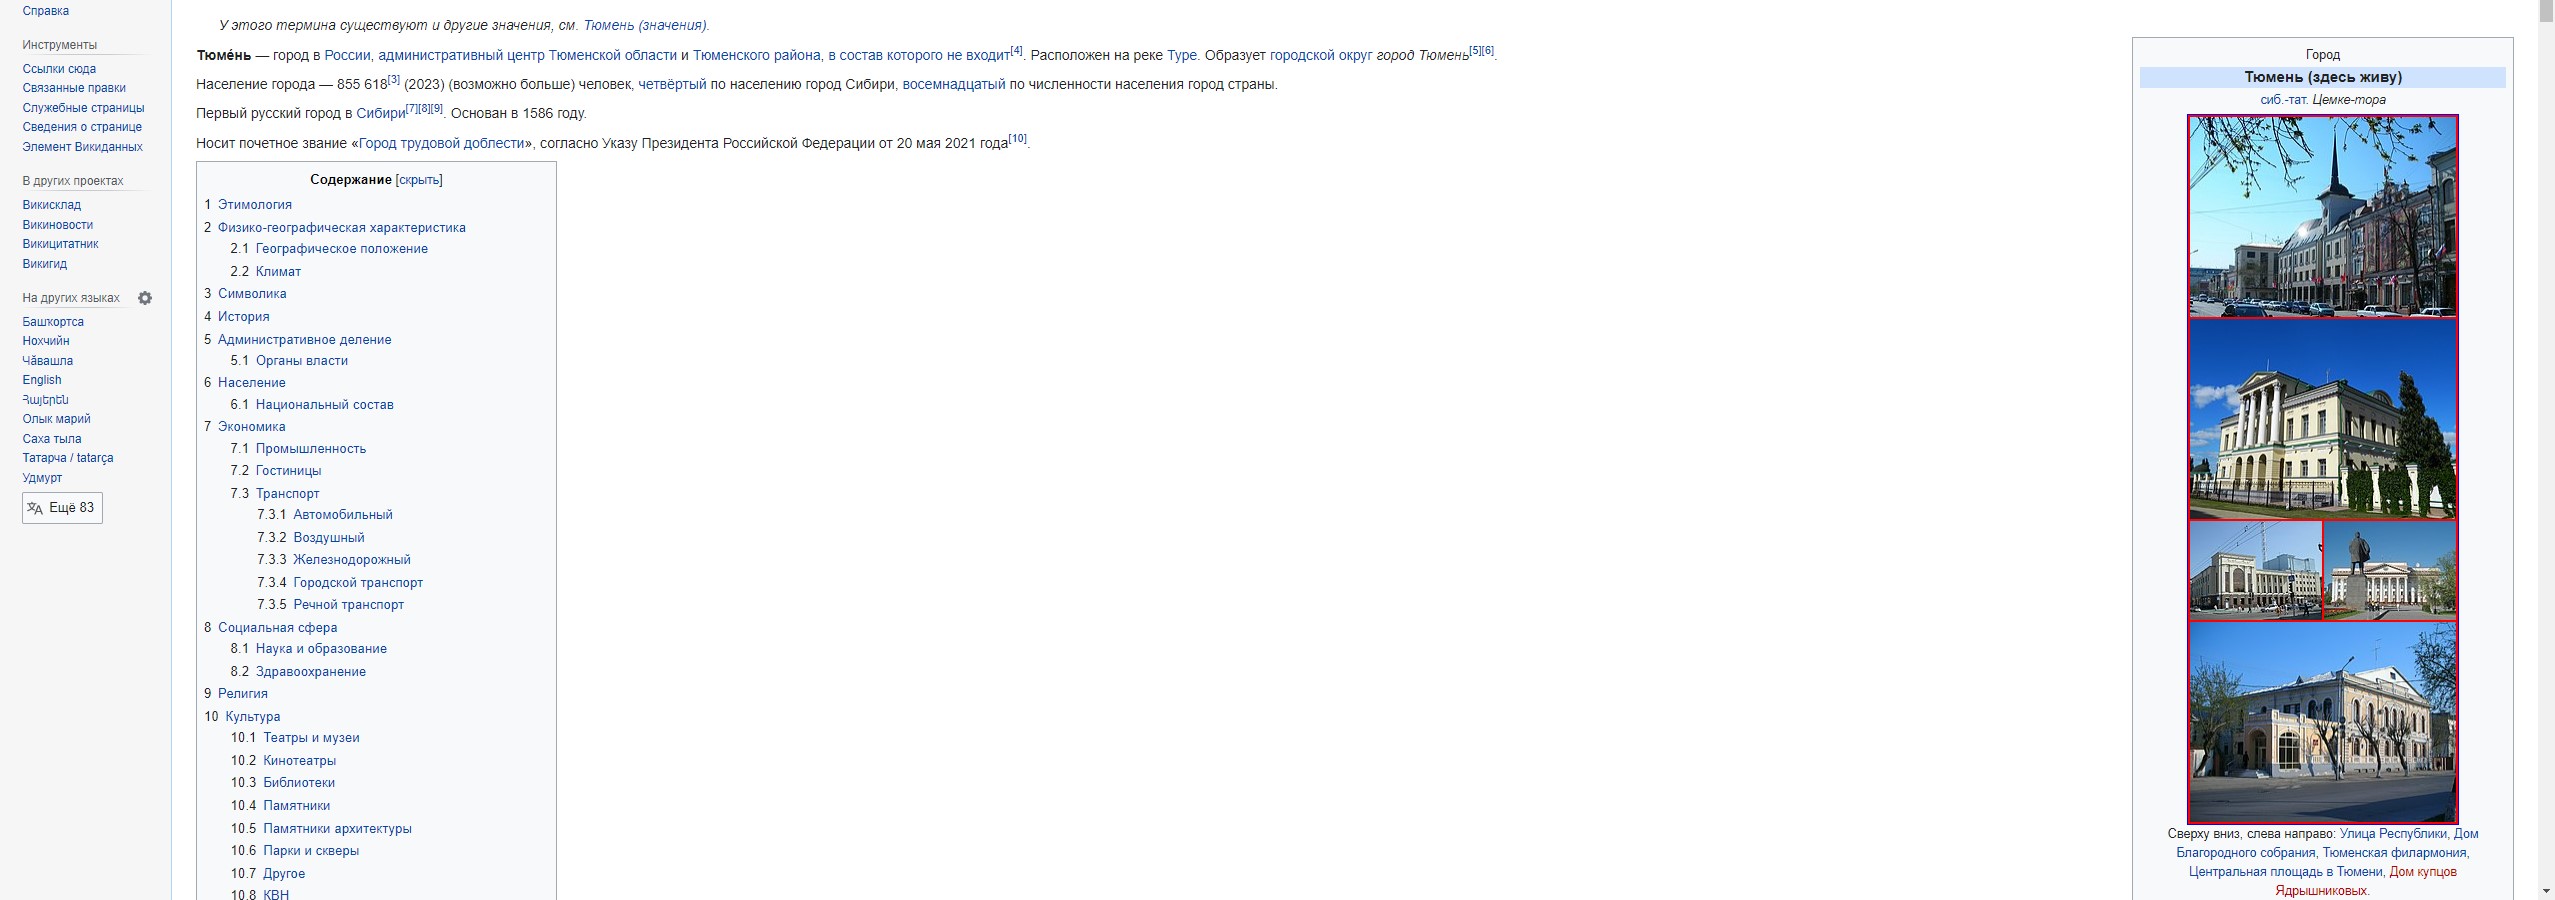 Справка
Инструменты
Ссылки сюда
Связанные правки
Служебные страницы
Сведения о странице
Элемент Викиданных
В других проектах
Викисклад
Викиновости
Викицитатник
Викигид
На других языках
Башҡортса
Нохчийн
Чӑвашла
English
Հայերեն
Олык марий
Саха тыла
Татарча / tatarça
Удмурт
Ещё 83
У этого термина существуют и другие значения, см. Тюмень (значения).
Тюме́нь — город в России, административный центр Тюменской области и Тюменского района, в состав которого не входит[4]. Расположен на реке Туре. Образует городской округ город Тюмень[5][6].
Население города — 855 618[3] (2023) (возможно больше) человек, четвёртый по населению город Сибири, восемнадцатый по численности населения город страны.
Первый русский город в Сибири[7][8][9]. Основан в 1586 году.
Носит почетное звание «Город трудовой доблести», согласно Указу Президента Российской Федерации от 20 мая 2021 года[10].
Содержание [скрыть]
1 Этимология
2 Физико-географическая характеристика
2.1 Географическое положение
2.2 Климат
3 Символика
4 История
5 Административное деление
5.1 Органы власти
6 Население
6.1 Национальный состав
7 Экономика
7.1 Промышленность
7.2 Гостиницы
7.3 Транспорт
7.3.1 Автомобильный
7.3.2 Воздушный
7.3.3 Железнодорожный
7.3.4 Городской транспорт
7.3.5 Речной транспорт
8 Социальная сфера
8.1 Наука и образование
8.2 Здравоохранение
9 Религия
10 Культура
10.1 Театры и музеи
10.2 Кинотеатры
10.3 Библиотеки
10.4 Памятники
10.5 Памятники архитектуры
10.6 Парки и скверы
10.7 Другое
10.8 КВН
Город
Тюмень (здесь живу)
сиб.-тат. Цемке-тора
Сверху вниз, слева направо: Улица Республики, Дом
Благородного собрания, Тюменская филармония,
Центральная площадь в Тюмени, Дом купцов
Ядрышниковых.